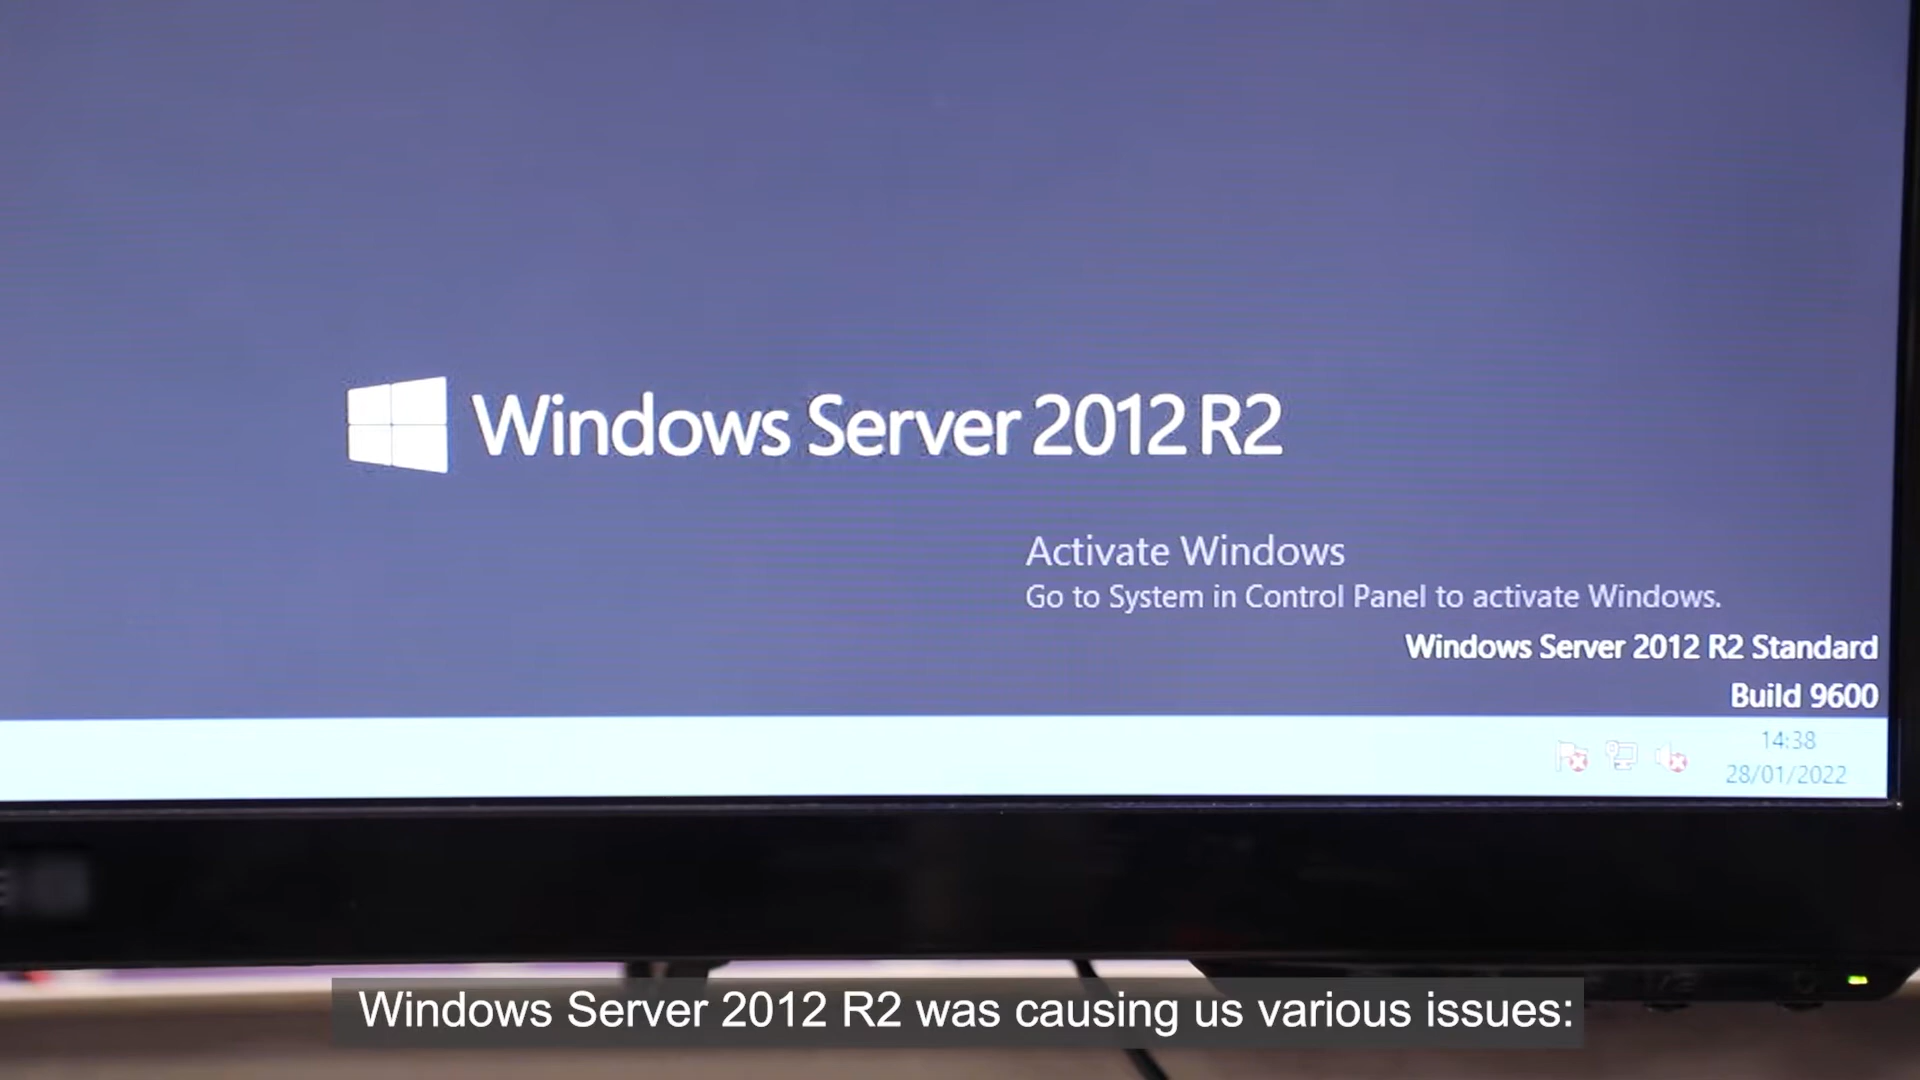 Windows Server 2012 R2
Activate Windows
Go to System in Control Panel to activate Windows.
Windows Server 2012 R2 Standard
Build 9600
14:38
28/01/2022
Windows Server 2012 R2 was causing us various issues: